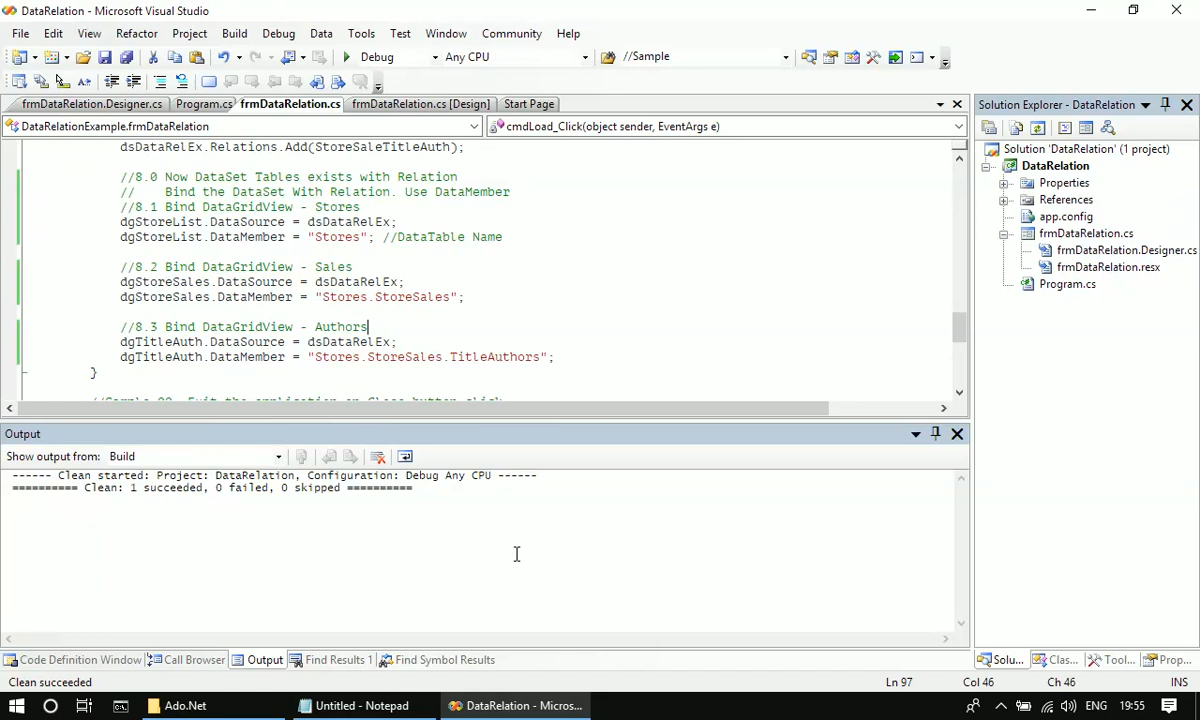 DataRelation - Microsoft Visual Studio
File Edit View Refactor Project Build Debug Data Tools Test Window Community Help
Debug Any CPU //Sample
frmDataRelation.Designer.cs Program.cs frmDataRelation.cs frmDataRelation.cs [Design] Start Page
DataRelationExample.frmDataRelation cmdLoad_Click(object sender, EventArgs e)
dsDataRelEx.Relations.Add(StoreSaleTitleAuth);
//8.0 Now DataSet Tables exists with Relation
// Bind the DataSet With Relation. Use DataMember
//8.1 Bind DataGridView - Stores
dgStoreList.DataSource = dsDataRelEx;
dgStoreList.DataMember = "Stores"; //DataTable Name
//8.2 Bind DataGridView - Sales
dgStoreSales.DataSource = dsDataRelEx;
dgStoreSales.DataMember = "Stores.StoreSales";
//8.3 Bind DataGridView - Authors
dgTitleAuth.DataSource = dsDataRelEx;
dgTitleAuth.DataMember = "Stores.StoreSales.TitleAuthors";
}
Solution Explorer - DataRelation
Solution 'DataRelation' (1 project)
DataRelation
Properties
References
app.config
frmDataRelation.cs
frmDataRelation.Designer.cs
frmDataRelation.resx
Program.cs
Output
Show output from: Build
------ Clean started: Project: DataRelation, Configuration: Debug Any CPU ------
========== Clean: 1 succeeded, 0 failed, 0 skipped ==========
Code Definition Window Call Browser Output Find Results 1 Find Symbol Results
Solu... Clas... Tool... Prop...
Clean succeeded Ln 97 Col 46 Ch 46 INS
Ado.Net Untitled - Notepad DataRelation - Micros... ENG 19:55